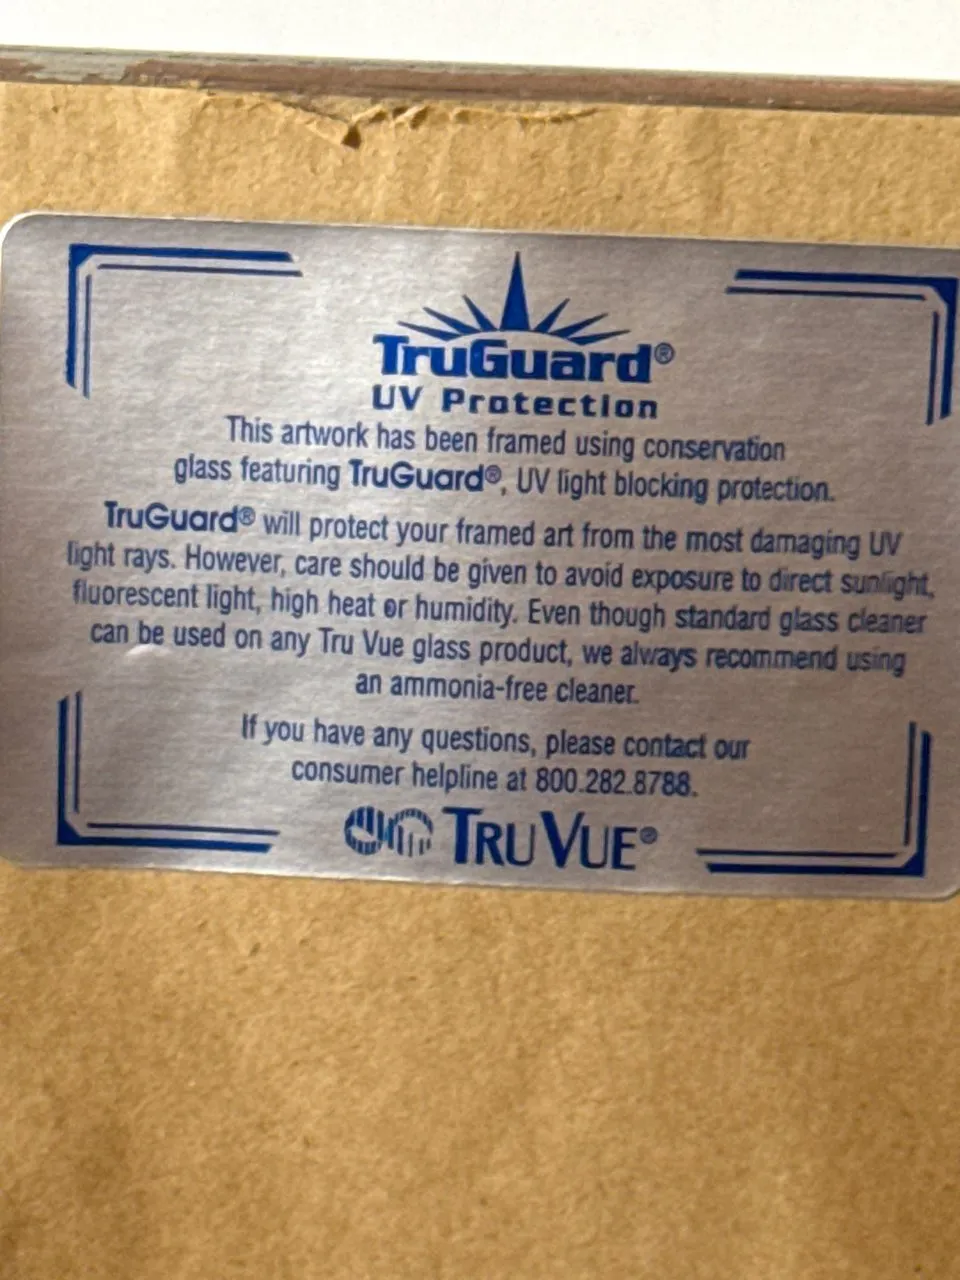 TruGuard®
UV Protection
This artwork has been framed using conservation
glass featuring TruGuard®, UV light blocking protection.
TruGuard® will protect your framed art from the most damaging UV
light rays. However, care should be given to avoid exposure to direct sunlight,
fluorescent light, high heat or humidity. Even though standard glass cleaner
can be used on any Tru Vue glass product, we always recommend using
an ammonia-free cleaner.
If you have any questions, please contact our
consumer helpline at 800.282.8788.
TRU VUE®